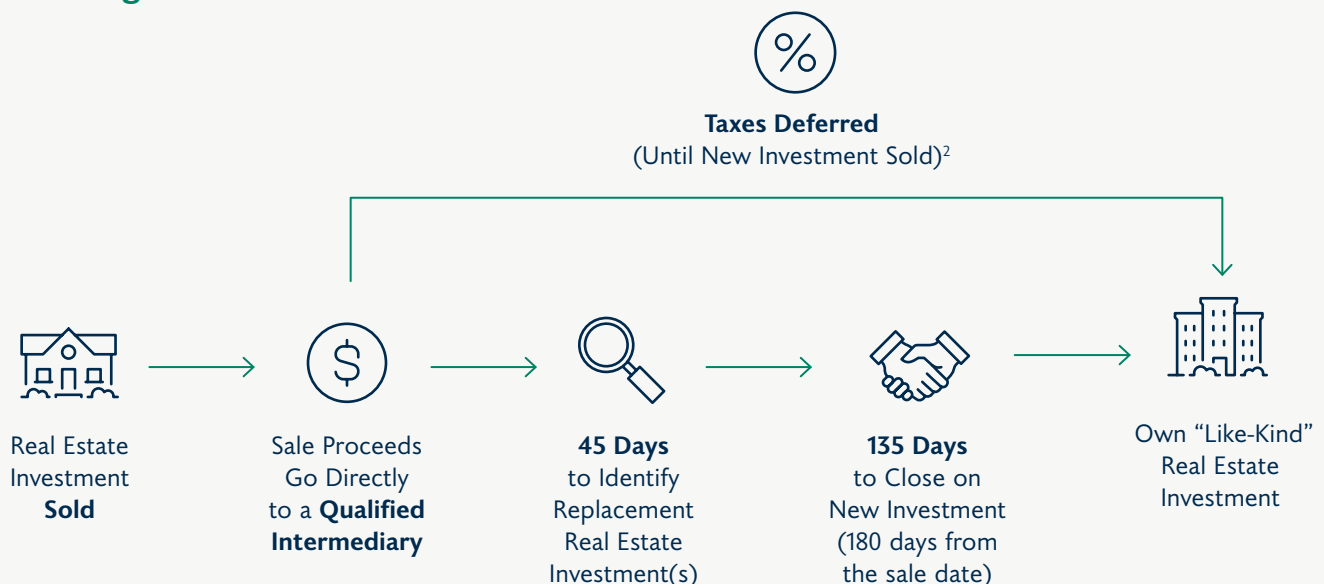 %
Taxes Deferred
(Until New Investment Sold)2
$
Real Estate
Investment
Sold
Sale Proceeds
Go Directly
to a Qualified
Intermediary
45 Days
to Identify
Replacement
Real Estate
Investment(s)
135 Days
to Close on
New Investment
(180 days from
the sale date)
Own “Like-Kind”
Real Estate
Investment